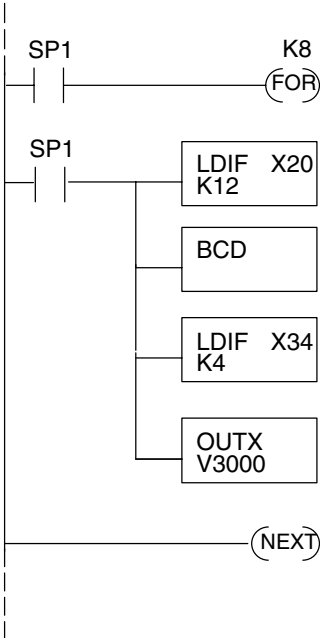 SP1
K8
(FOR)
SP1
LDIF X20
K12
BCD
LDIF X34
K4
OUTX
V3000
(NEXT)